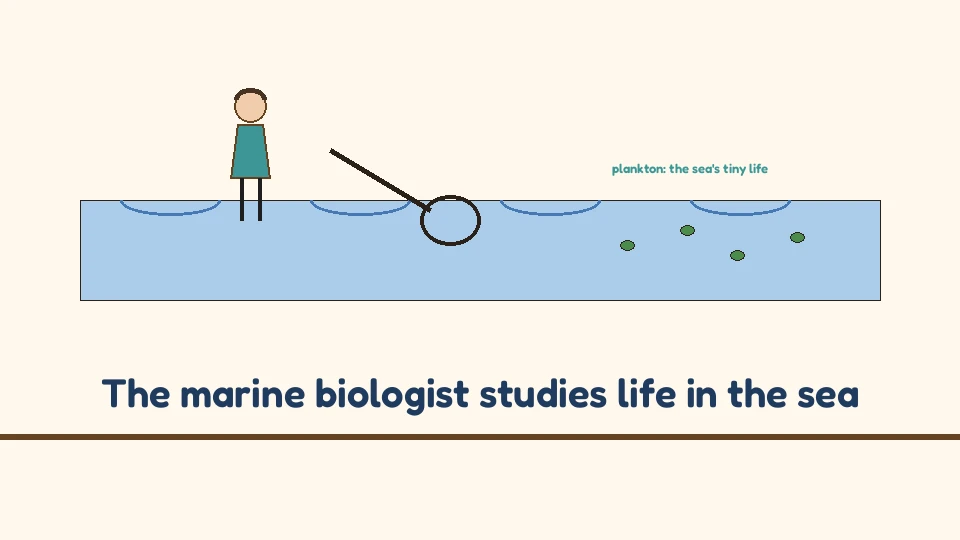 plankton: the sea's tiny life
The marine biologist studies life in the sea